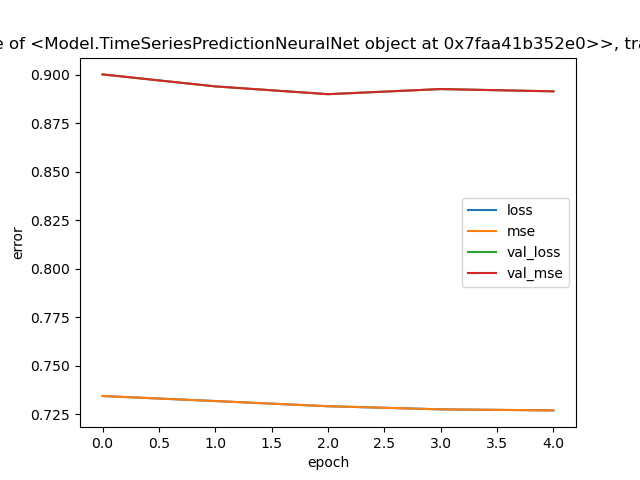 e of <Model.TimeSeriesPredictionNeuralNet object at 0x7faa41b352e0>>, tra
0.900
0.875
0.850
0.825
0.800
0.775
0.750
0.725
error
loss
mse
val_loss
val_mse
0.0 0.5 1.0 1.5 2.0 2.5 3.0 3.5 4.0
epoch